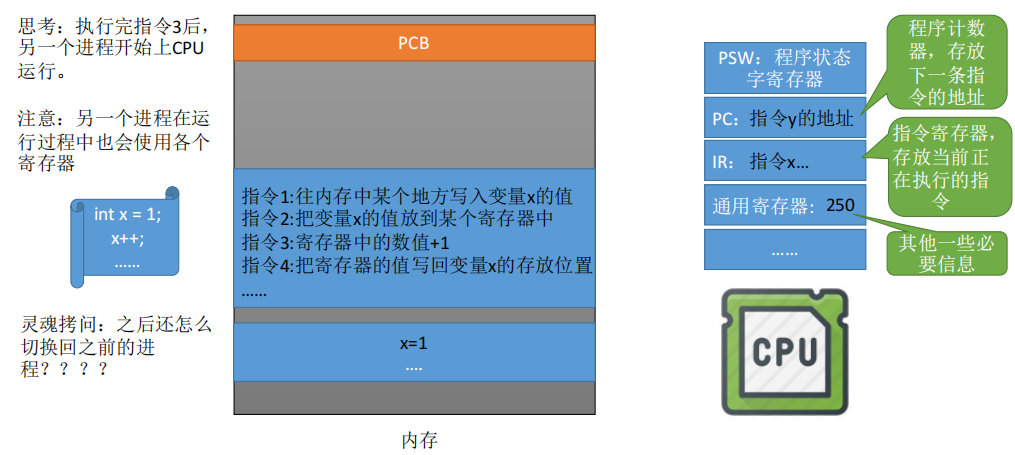 思考：执行完指令3后，
另一个进程开始上CPU
运行。
注意：另一个进程在运
行过程中也会使用各个
寄存器
int x = 1;
x++;
……
灵魂拷问：之后还怎么
切换回之前的进
程？？？？
PCB
指令1:往内存中某个地方写入变量x的值
指令2:把变量x的值放到某个寄存器中
指令3:寄存器中的数值+1
指令4:把寄存器的值写回变量x的存放位置
……
x=1
....
内存
PSW：程序状态
字寄存器
PC：指令y的地址
IR： 指令x…
通用寄存器：250
……
程序计数
器，存放
下一条指
令的地址
指令寄存器，
存放当前正
在执行的指
令
其他一些必
要信息
CPU